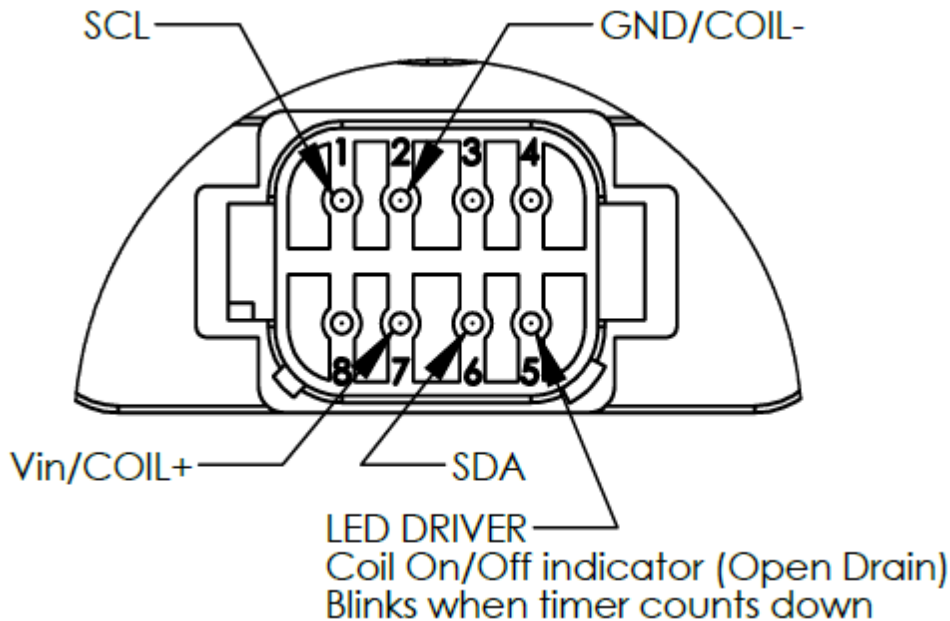 SCL
GND/COIL-
1 2 3 4
8 7 6 5
Vin/COIL+
SDA
LED DRIVER
Coil On/Off indicator (Open Drain)
Blinks when timer counts down